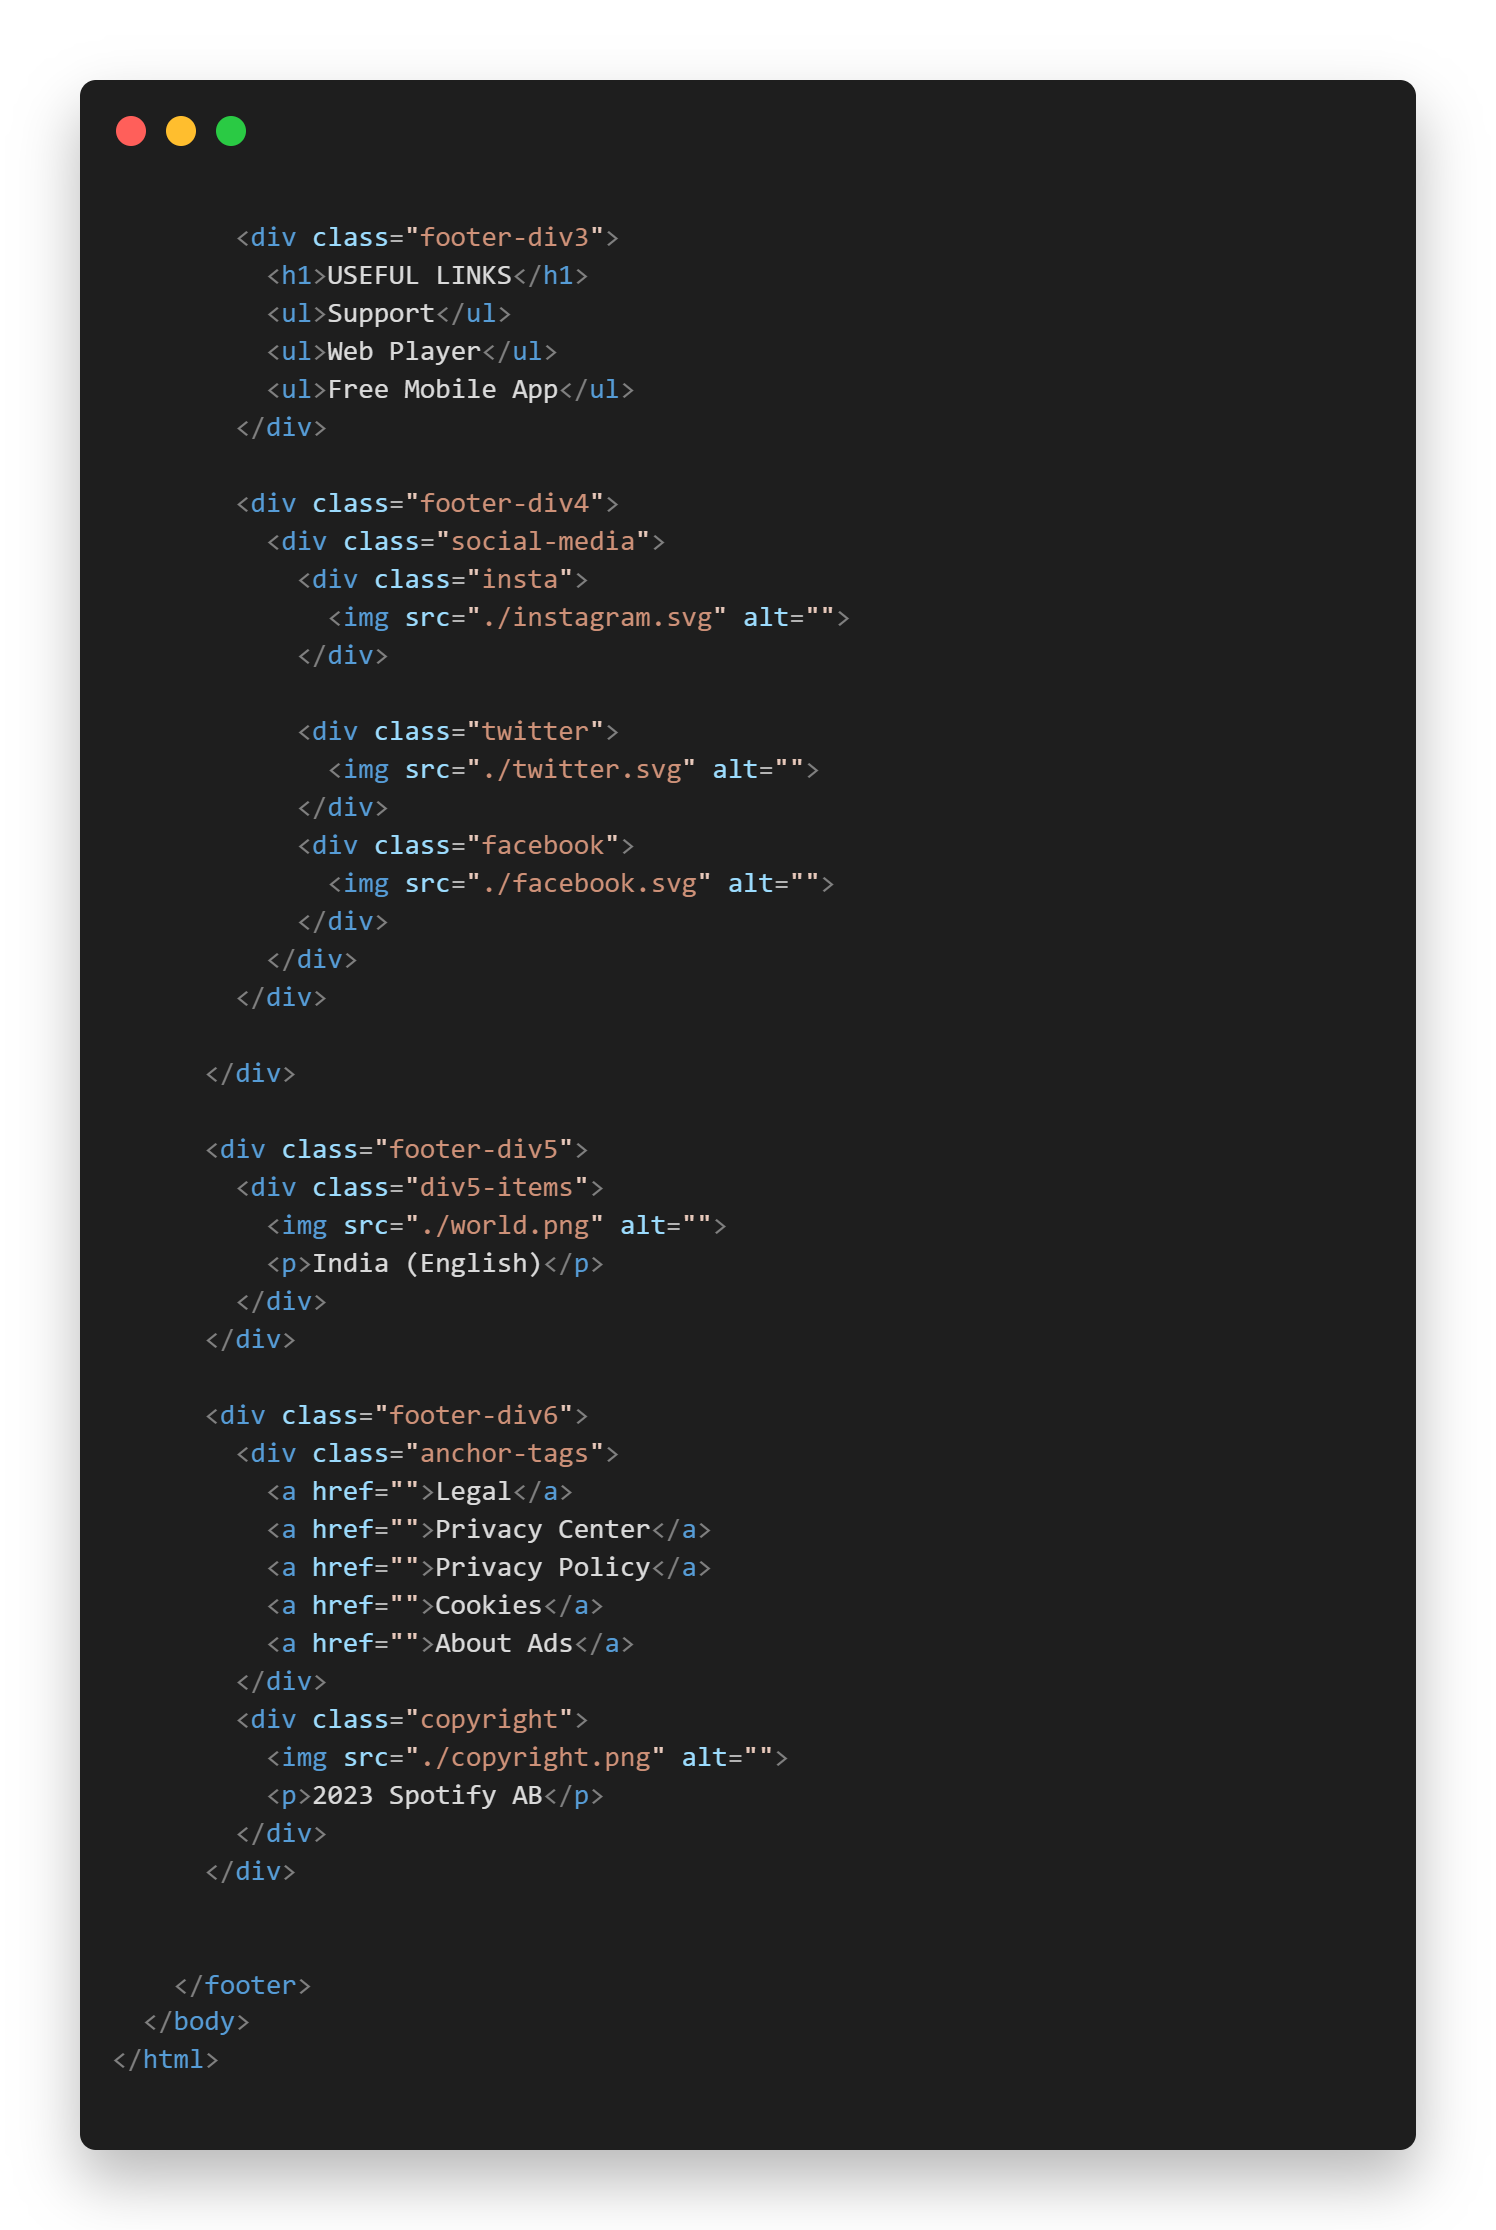 <div class="footer-div3">
<h1>USEFUL LINKS</h1>
<ul>Support</ul>
<ul>Web Player</ul>
<ul>Free Mobile App</ul>
</div>
<div class="footer-div4">
<div class="social-media">
<div class="insta">
<img src="./instagram.svg" alt="">
</div>
<div class="twitter">
<img src="./twitter.svg" alt="">
</div>
<div class="facebook">
<img src="./facebook.svg" alt="">
</div>
</div>
</div>
</div>
<div class="footer-div5">
<div class="div5-items">
<img src="./world.png" alt="">
<p>India (English)</p>
</div>
</div>
<div class="footer-div6">
<div class="anchor-tags">
<a href="">Legal</a>
<a href="">Privacy Center</a>
<a href="">Privacy Policy</a>
<a href="">Cookies</a>
<a href="">About Ads</a>
</div>
<div class="copyright">
<img src="./copyright.png" alt="">
<p>2023 Spotify AB</p>
</div>
</div>
</footer>
</body>
</html>